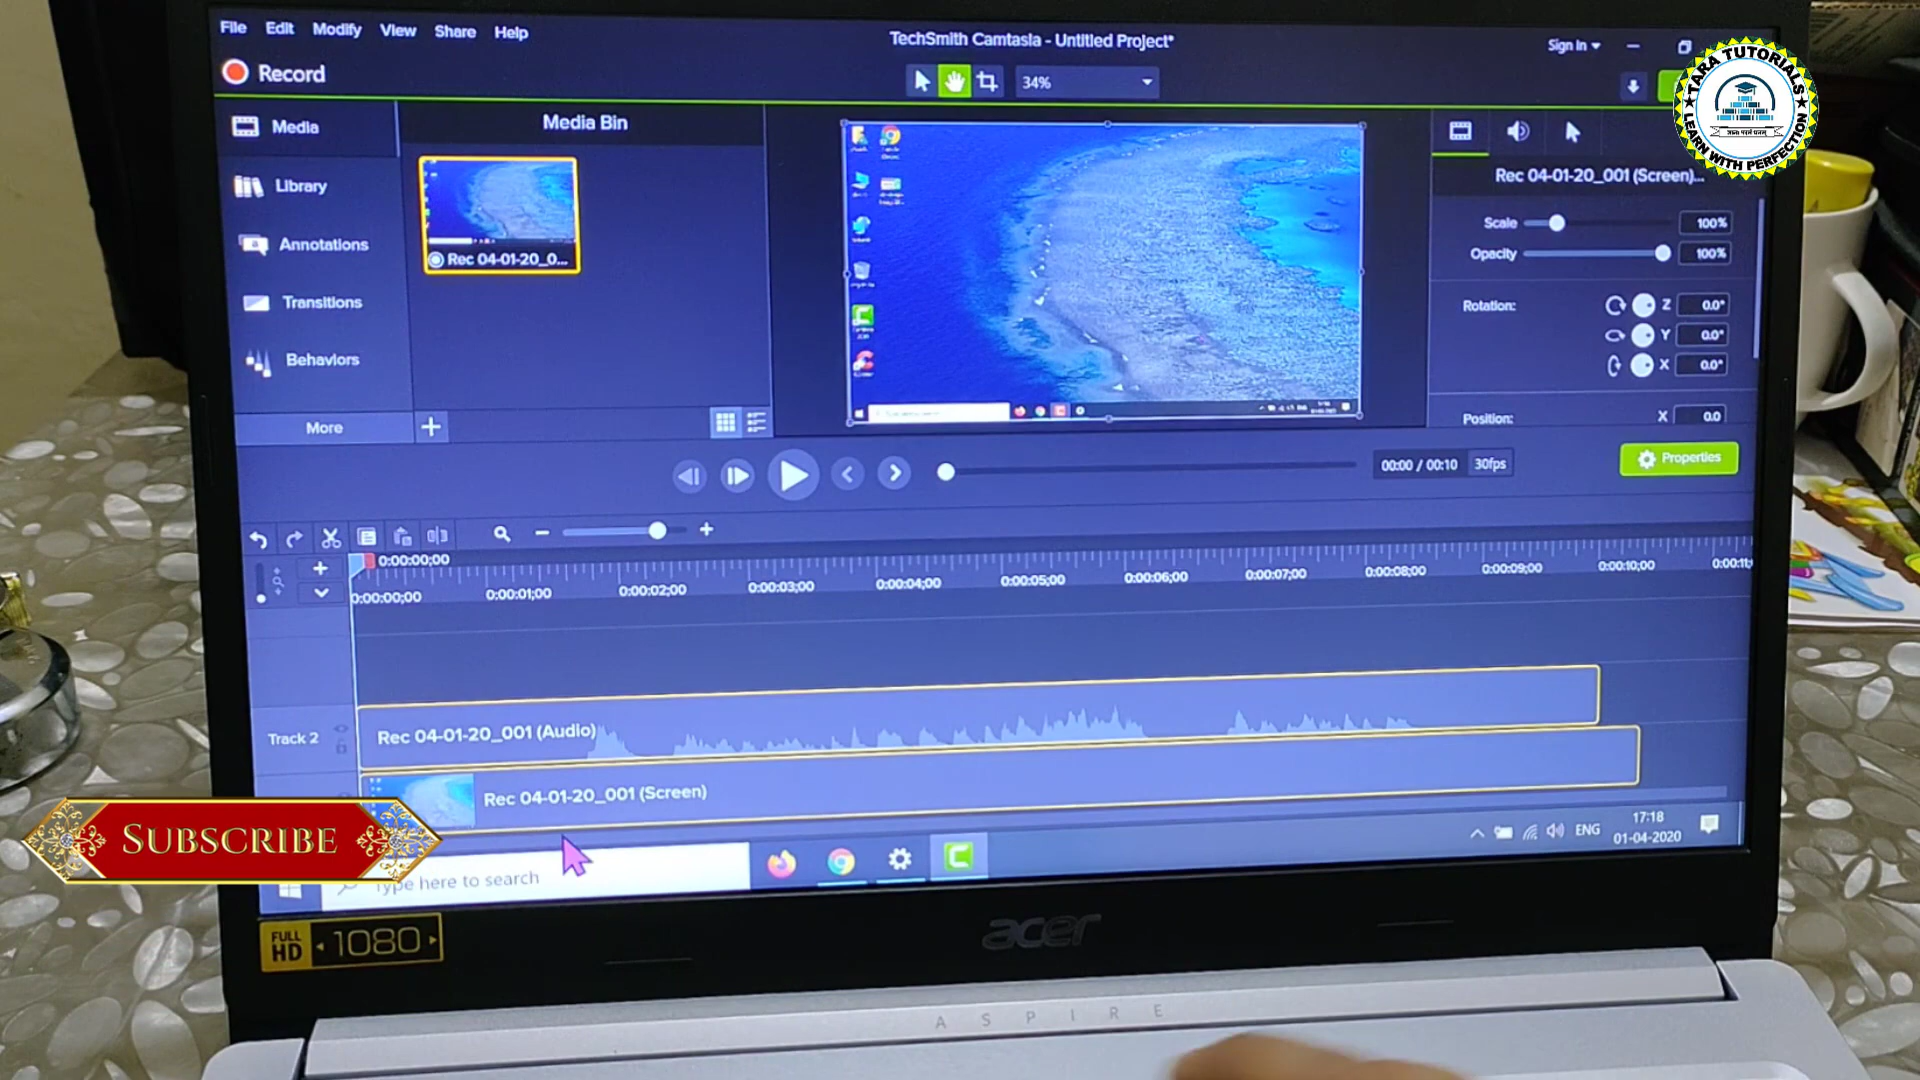 File Edit Modify View Share Help
TechSmith Camtasia - Untitled Project*
Sign In
Record
34%
TARA TUTORIALS
LEARN WITH PERFECTION
Media
Library
Annotations
Transitions
Behaviors
More
Media Bin
Rec 04-01-20_0...
Rec 04-01-20_001 (Screen)...
Scale 100%
Opacity 100%
Rotation: Z 0.0°
Y 0.0°
X 0.0°
Position: X 0.0
00:00 / 00:10 30fps
Properties
0:00:00;00
0:00:00;00 0:00:01;00 0:00:02;00 0:00:03;00 0:00:04;00 0:00:05;00 0:00:06;00 0:00:07;00 0:00:08;00 0:00:09;00 0:00:10;00 0:00:11;
Track 2
Rec 04-01-20_001 (Audio)
Rec 04-01-20_001 (Screen)
SUBSCRIBE
Type here to search
ENG
17:18
01-04-2020
FULL HD 1080
acer
ASPIRE